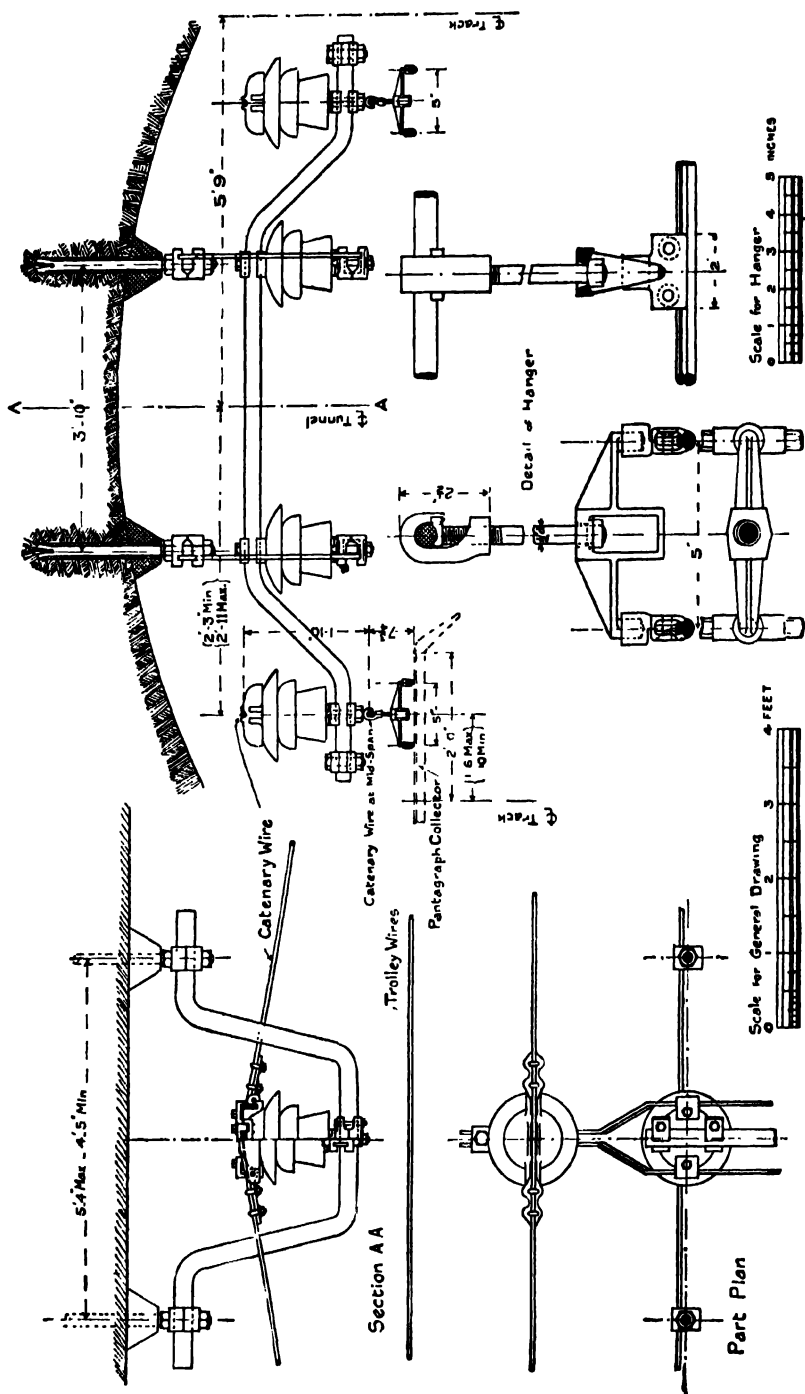 A
3'-10"
5'9"
℄ Track
{2'-3 Min
2'-11 Max}
℄ Tunnel
A
1'-10"
5"
Catenary Wire at Mid-Span
Pantagraph Collector
5"
2' 0"
{1'6 Max
10 Min}
℄ Track
5'4" Max - 4'.5" Min
Catenary Wire
Section A A
Trolley Wires
Part Plan
Scale for General Drawing
0 1 2 3 4 FEET
Detail of Hanger
5"
2"
Scale for Hanger
0 1 2 3 4 5 INCHES